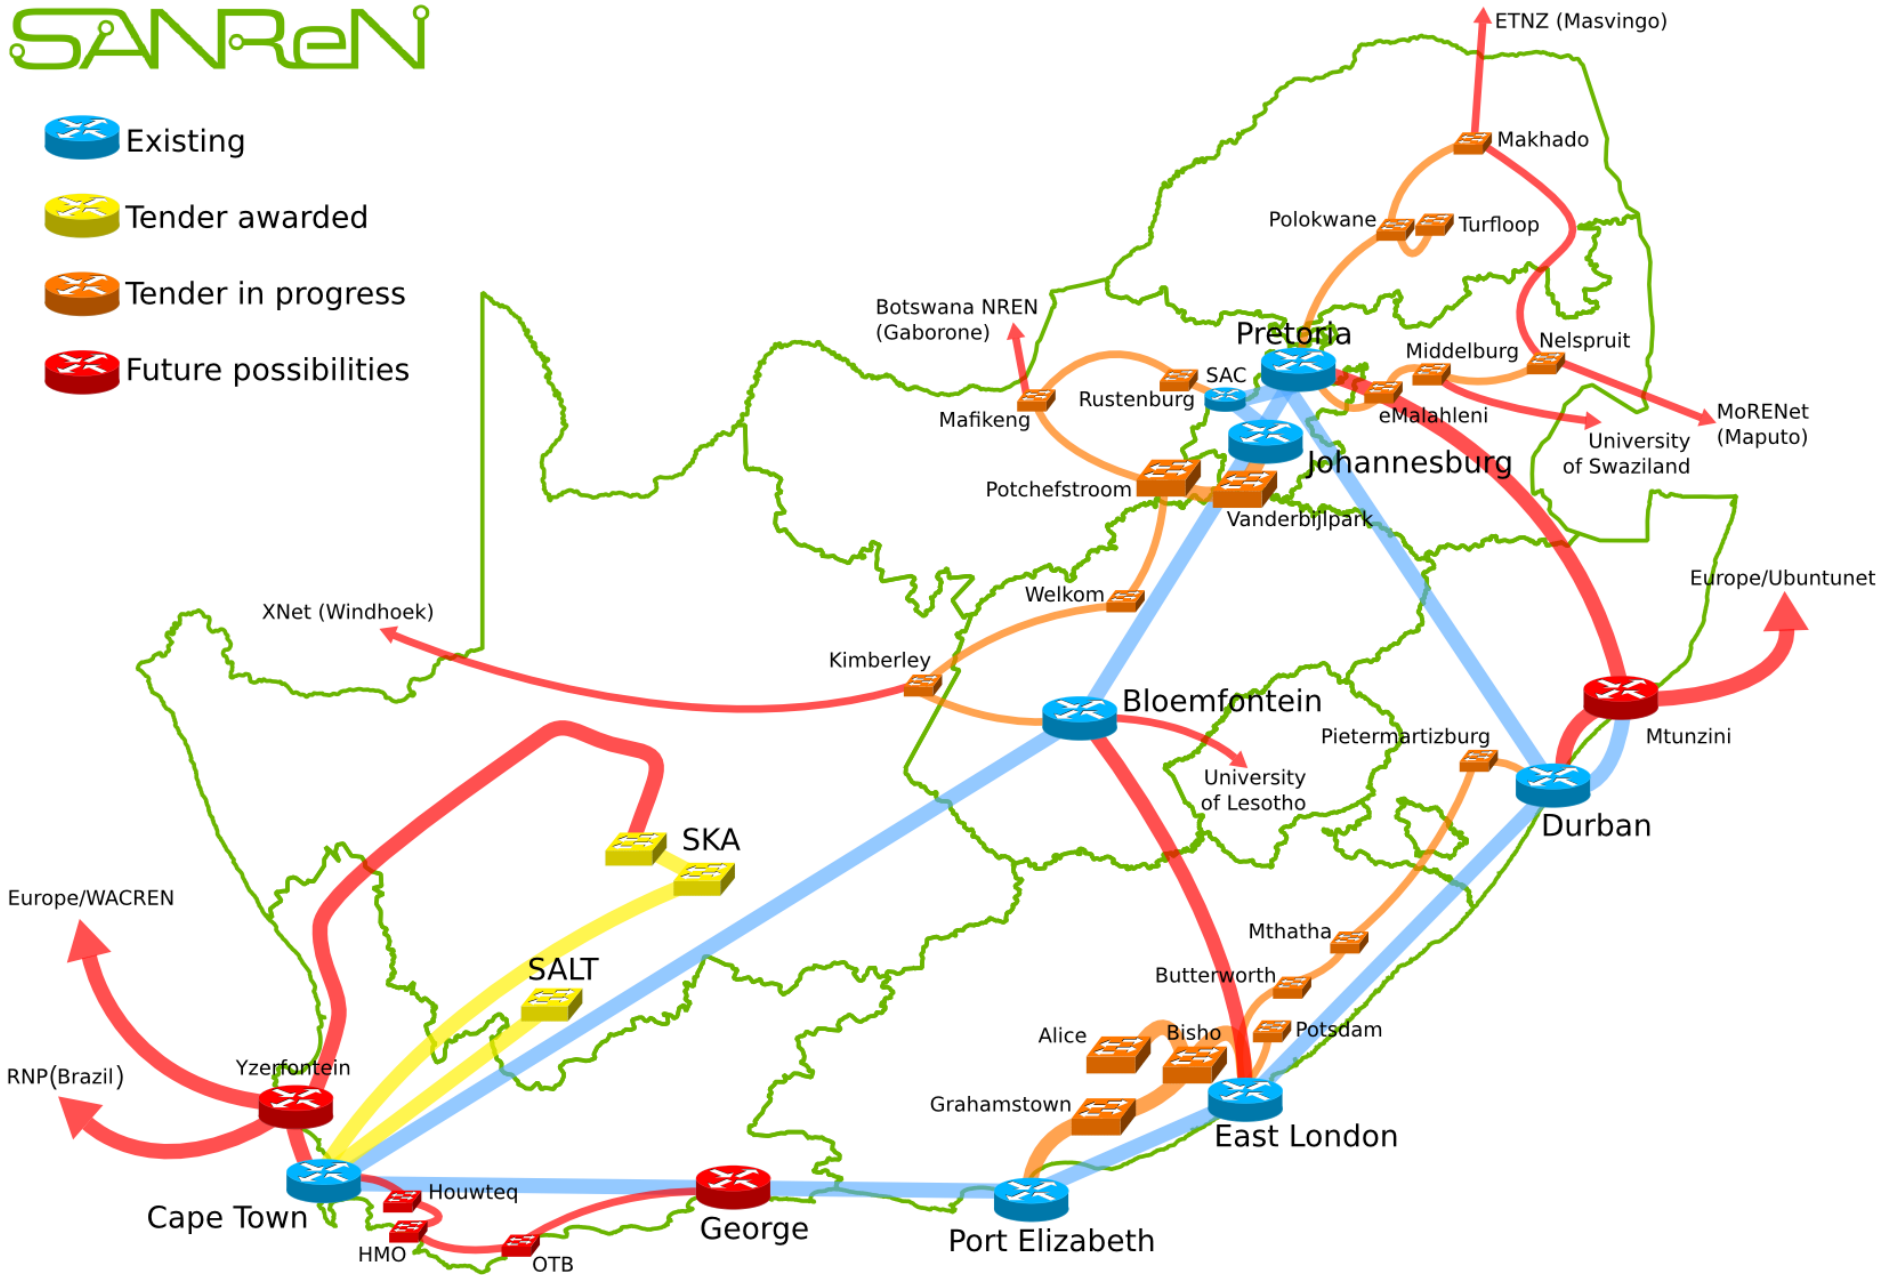 SANReN
Existing
Tender awarded
Tender in progress
Future possibilities
ETNZ (Masvingo)
Makhado
Polokwane
Turfloop
Botswana NREN
(Gaborone)
Pretoria
Middelburg
Nelspruit
SAC
Rustenburg
Mafikeng
eMalahleni
MoRENet
(Maputo)
University
of Swaziland
Johannesburg
Potchefstroom
Vanderbijlpark
Europe/Ubuntunet
Welkom
XNet (Windhoek)
Kimberley
Bloemfontein
Pietermartizburg
Mtunzini
University
of Lesotho
Durban
SKA
Europe/WACREN
Mthatha
SALT
Butterworth
Alice
Bisho
Potsdam
Yzerfontein
RNP(Brazil)
Grahamstown
East London
Houwteq
Cape Town
George
Port Elizabeth
HMO
OTB